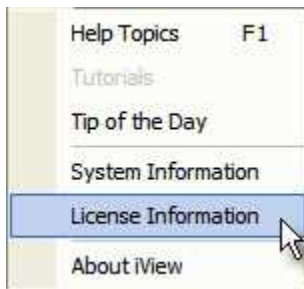 Help Topics F1
Tutorials
Tip of the Day
System Information
License Information
About iView